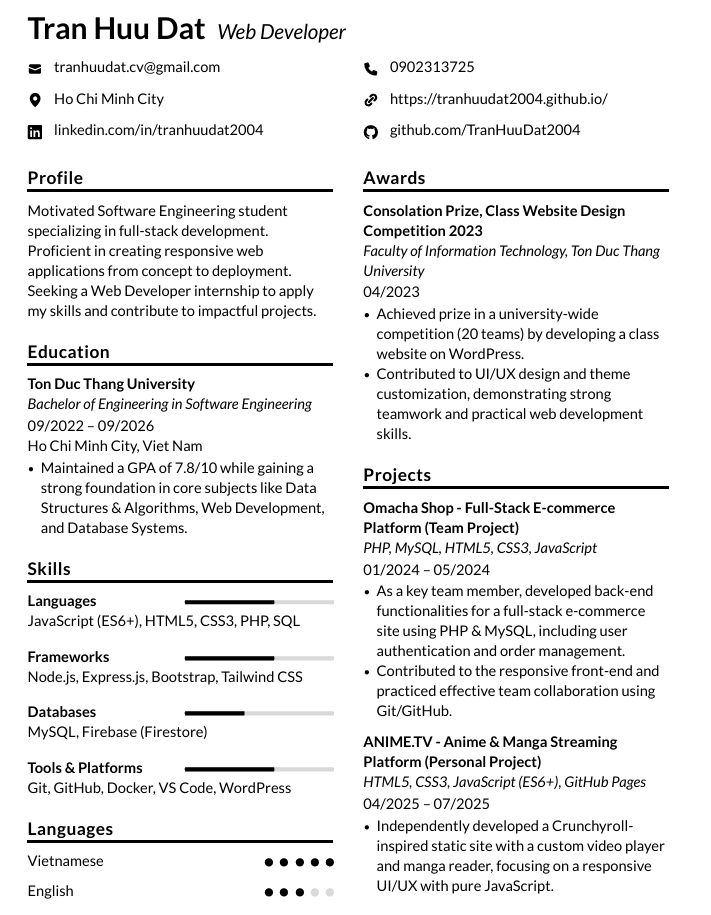 Tran Huu Dat Web Developer
tranhuudat.cv@gmail.com
0902313725
Ho Chi Minh City
https://tranhuudat2004.github.io/
linkedin.com/in/tranhuudat2004
github.com/TranHuuDat2004
Profile
Motivated Software Engineering student
specializing in full-stack development.
Proficient in creating responsive web
applications from concept to deployment.
Seeking a Web Developer internship to apply
my skills and contribute to impactful projects.
Education
Ton Duc Thang University
Bachelor of Engineering in Software Engineering
09/2022 – 09/2026
Ho Chi Minh City, Viet Nam
• Maintained a GPA of 7.8/10 while gaining a
strong foundation in core subjects like Data
Structures & Algorithms, Web Development,
and Database Systems.
Skills
Languages
JavaScript (ES6+), HTML5, CSS3, PHP, SQL
Frameworks
Node.js, Express.js, Bootstrap, Tailwind CSS
Databases
MySQL, Firebase (Firestore)
Tools & Platforms
Git, GitHub, Docker, VS Code, WordPress
Languages
Vietnamese
English
Awards
Consolation Prize, Class Website Design
Competition 2023
Faculty of Information Technology, Ton Duc Thang
University
04/2023
• Achieved prize in a university-wide
competition (20 teams) by developing a class
website on WordPress.
• Contributed to UI/UX design and theme
customization, demonstrating strong
teamwork and practical web development
skills.
Projects
Omacha Shop - Full-Stack E-commerce
Platform (Team Project)
PHP, MySQL, HTML5, CSS3, JavaScript
01/2024 – 05/2024
• As a key team member, developed back-end
functionalities for a full-stack e-commerce
site using PHP & MySQL, including user
authentication and order management.
• Contributed to the responsive front-end and
practiced effective team collaboration using
Git/GitHub.
ANIME.TV - Anime & Manga Streaming
Platform (Personal Project)
HTML5, CSS3, JavaScript (ES6+), GitHub Pages
04/2025 – 07/2025
• Independently developed a Crunchyroll-
inspired static site with a custom video player
and manga reader, focusing on a responsive
UI/UX with pure JavaScript.